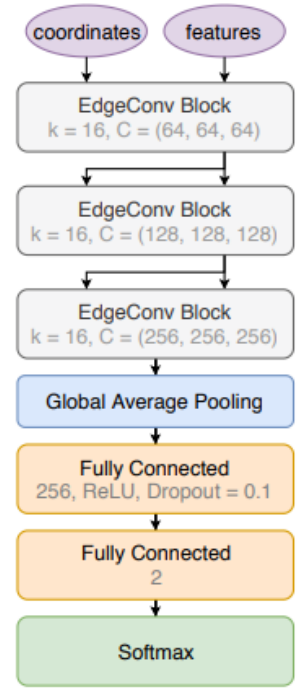 coordinates features
EdgeConv Block
k = 16, C = (64, 64, 64)
EdgeConv Block
k = 16, C = (128, 128, 128)
EdgeConv Block
k = 16, C = (256, 256, 256)
Global Average Pooling
Fully Connected
256, ReLU, Dropout = 0.1
Fully Connected
2
Softmax